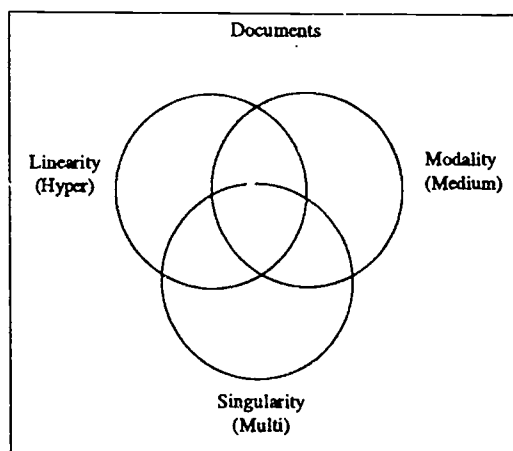 Documents
Linearity
(Hyper)
Modality
(Medium)
Singularity
(Multi)